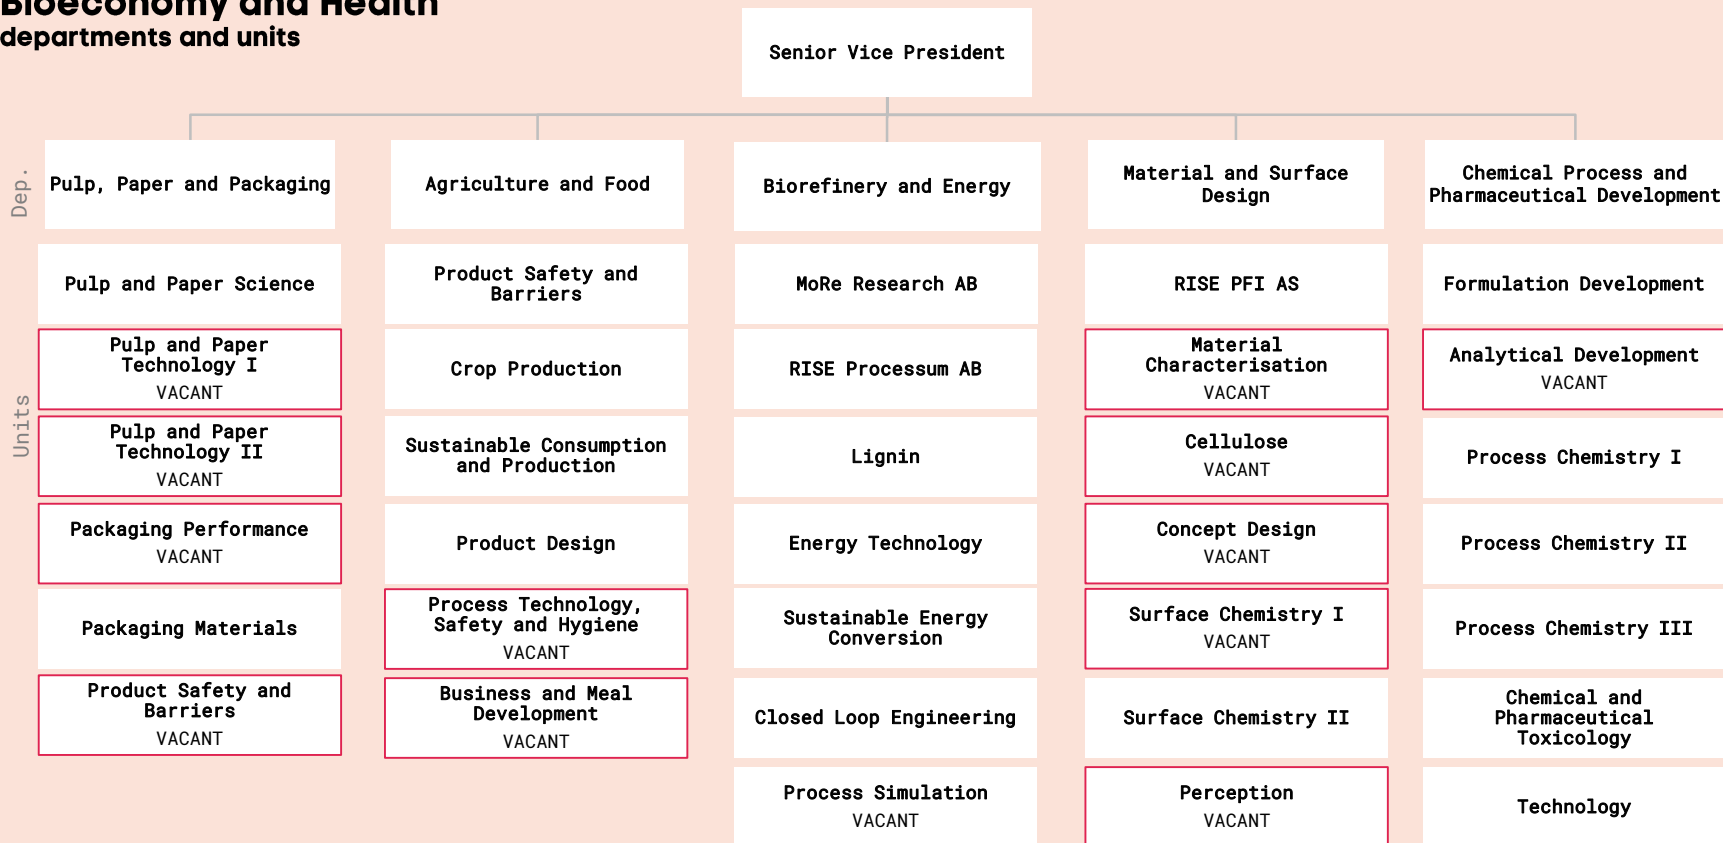 Bioeconomy and Health
departments and units
Senior Vice President
Dep.
Pulp, Paper and Packaging
Agriculture and Food
Biorefinery and Energy
Material and Surface
Design
Chemical Process and
Pharmaceutical Development
Units
Pulp and Paper Science
Pulp and Paper
Technology I
VACANT
Pulp and Paper
Technology II
VACANT
Packaging Performance
VACANT
Packaging Materials
Product Safety and
Barriers
VACANT
Product Safety and
Barriers
Crop Production
Sustainable Consumption
and Production
Product Design
Process Technology,
Safety and Hygiene
VACANT
Business and Meal
Development
VACANT
MoRe Research AB
RISE Processum AB
Lignin
Energy Technology
Sustainable Energy
Conversion
Closed Loop Engineering
Process Simulation
VACANT
RISE PFI AS
Material
Characterisation
VACANT
Cellulose
VACANT
Concept Design
VACANT
Surface Chemistry I
VACANT
Surface Chemistry II
Perception
VACANT
Formulation Development
Analytical Development
VACANT
Process Chemistry I
Process Chemistry II
Process Chemistry III
Chemical and
Pharmaceutical
Toxicology
Technology